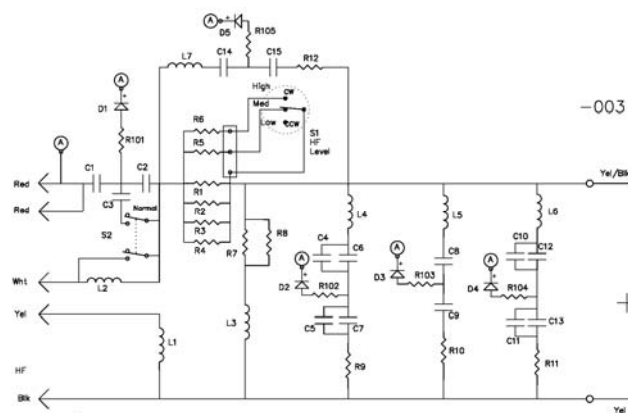 A D5 R105
L7 C14 C15 R12
A D1 R101
High CW
Med
Low CCW
S1
HF
Level
-003
R6
R5
A
C1 C2
Red
R1
Yel/Blk
Red
C3 Normal
R2
R3
R4
S2
R7 R8
L4 L5 L6
C4 C6
A D3 R103 C8
A C10 C12
A D2 R102
D4 R104
Wht
L2
Yel
L1 L3
C5 C7
C9
C11 C13
HF
R9 R10 R11
Blk
Yel